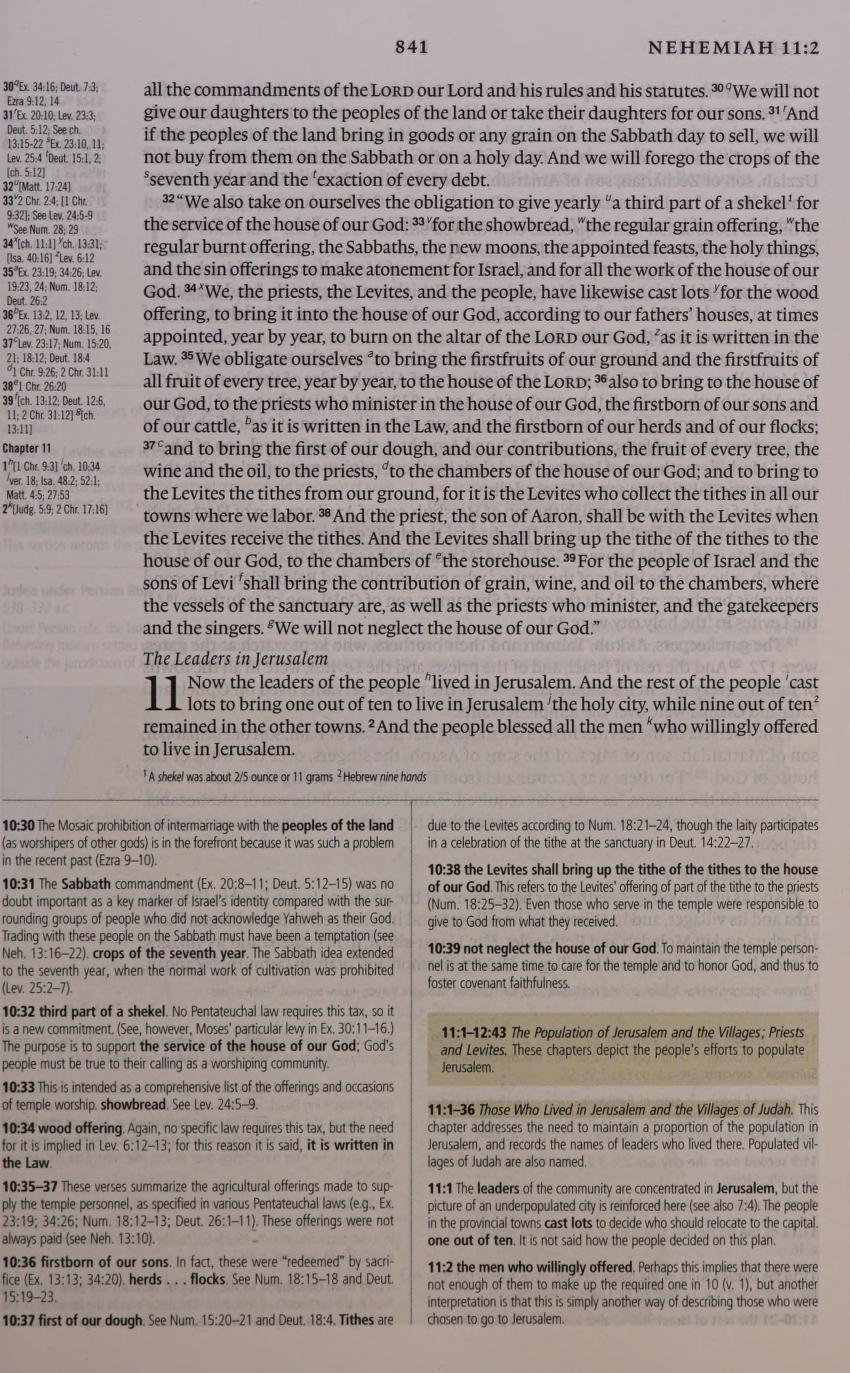 841
NEHEMIAH 11:2
30 qEx. 34:16; Deut. 7:3;
Ezra 9:12, 14
31 rEx. 20:10; Lev. 23:3;
Deut. 5:12; See ch.
13:15-22 sEx. 23:10, 11;
Lev. 25:4 tDeut. 15:1, 2;
[ch. 5:12]
32 u[Matt. 17:24]
33 v2 Chr. 2:4; [1 Chr.
9:32]; See Lev. 24:5-9
wSee Num. 28; 29
34 x[ch. 11:1] ych. 13:31;
[Isa. 40:16] zLev. 6:12
35 aEx. 23:19; 34:26; Lev.
19:23, 24; Num. 18:12;
Deut. 26:2
36 bEx. 13:2, 12, 13; Lev.
27:26, 27; Num. 18:15, 16
37 cLev. 23:17; Num. 15:20,
21; 18:12; Deut. 18:4
d1 Chr. 9:26; 2 Chr. 31:11
38 e1 Chr. 26:20
39 f[ch. 13:12; Deut. 12:6,
11; 2 Chr. 31:12] g[ch.
13:11]
Chapter 11
1 h[1 Chr. 9:3] ich. 10:34
jver. 18; Isa. 48:2; 52:1;
Matt. 4:5; 27:53
2 k[Judg. 5:9; 2 Chr. 17:16]
all the commandments of the LORD our Lord and his rules and his statutes. 30 qWe will not
give our daughters to the peoples of the land or take their daughters for our sons. 31 rAnd
if the peoples of the land bring in goods or any grain on the Sabbath day to sell, we will
not buy from them on the Sabbath or on a holy day. And we will forego the crops of the
sseventh year and the texaction of every debt.
32 “We also take on ourselves the obligation to give yearly ua third part of a shekel1 for
the service of the house of our God: 33 vfor the showbread, wthe regular grain offering, wthe
regular burnt offering, the Sabbaths, the new moons, the appointed feasts, the holy things,
and the sin offerings to make atonement for Israel, and for all the work of the house of our
God. 34 xWe, the priests, the Levites, and the people, have likewise cast lots yfor the wood
offering, to bring it into the house of our God, according to our fathers' houses, at times
appointed, year by year, to burn on the altar of the LORD our God, zas it is written in the
Law. 35 We obligate ourselves ato bring the firstfruits of our ground and the firstfruits of
all fruit of every tree, year by year, to the house of the LORD; 36 also to bring to the house of
our God, to the priests who minister in the house of our God, the firstborn of our sons and
of our cattle, bas it is written in the Law, and the firstborn of our herds and of our flocks;
37 cand to bring the first of our dough, and our contributions, the fruit of every tree, the
wine and the oil, to the priests, dto the chambers of the house of our God; and to bring to
the Levites the tithes from our ground, for it is the Levites who collect the tithes in all our
towns where we labor. 38 And the priest, the son of Aaron, shall be with the Levites when
the Levites receive the tithes. And the Levites shall bring up the tithe of the tithes to the
house of our God, to the chambers of ethe storehouse. 39 For the people of Israel and the
sons of Levi fshall bring the contribution of grain, wine, and oil to the chambers, where
the vessels of the sanctuary are, as well as the priests who minister, and the gatekeepers
and the singers. gWe will not neglect the house of our God.”
The Leaders in Jerusalem
11 Now the leaders of the people hlived in Jerusalem. And the rest of the people icast
lots to bring one out of ten to live in Jerusalem jthe holy city, while nine out of ten2
remained in the other towns. 2 And the people blessed all the men kwho willingly offered
to live in Jerusalem.
1 A shekel was about 2/5 ounce or 11 grams 2 Hebrew nine hands
10:30 The Mosaic prohibition of intermarriage with the peoples of the land
(as worshipers of other gods) is in the forefront because it was such a problem
in the recent past (Ezra 9–10).
10:31 The Sabbath commandment (Ex. 20:8–11; Deut. 5:12–15) was no
doubt important as a key marker of Israel's identity compared with the sur-
rounding groups of people who did not acknowledge Yahweh as their God.
Trading with these people on the Sabbath must have been a temptation (see
Neh. 13:16–22). crops of the seventh year. The Sabbath idea extended
to the seventh year, when the normal work of cultivation was prohibited
(Lev. 25:2–7).
10:32 third part of a shekel. No Pentateuchal law requires this tax, so it
is a new commitment. (See, however, Moses' particular levy in Ex. 30:11–16.)
The purpose is to support the service of the house of our God; God's
people must be true to their calling as a worshiping community.
10:33 This is intended as a comprehensive list of the offerings and occasions
of temple worship. showbread. See Lev. 24:5–9.
10:34 wood offering. Again, no specific law requires this tax, but the need
for it is implied in Lev. 6:12–13; for this reason it is said, it is written in
the Law.
10:35–37 These verses summarize the agricultural offerings made to sup-
ply the temple personnel, as specified in various Pentateuchal laws (e.g., Ex.
23:19; 34:26; Num. 18:12–13; Deut. 26:1–11). These offerings were not
always paid (see Neh. 13:10).
10:36 firstborn of our sons. In fact, these were “redeemed” by sacri-
fice (Ex. 13:13; 34:20). herds . . . flocks. See Num. 18:15–18 and Deut.
15:19–23.
10:37 first of our dough. See Num. 15:20–21 and Deut. 18:4. Tithes are
due to the Levites according to Num. 18:21–24, though the laity participates
in a celebration of the tithe at the sanctuary in Deut. 14:22–27.
10:38 the Levites shall bring up the tithe of the tithes to the house
of our God. This refers to the Levites' offering of part of the tithe to the priests
(Num. 18:25–32). Even those who serve in the temple were responsible to
give to God from what they received.
10:39 not neglect the house of our God. To maintain the temple person-
nel is at the same time to care for the temple and to honor God, and thus to
foster covenant faithfulness.
11:1–12:43 The Population of Jerusalem and the Villages; Priests
and Levites. These chapters depict the people's efforts to populate
Jerusalem.
11:1–36 Those Who Lived in Jerusalem and the Villages of Judah. This
chapter addresses the need to maintain a proportion of the population in
Jerusalem, and records the names of leaders who lived there. Populated vil-
lages of Judah are also named.
11:1 The leaders of the community are concentrated in Jerusalem, but the
picture of an underpopulated city is reinforced here (see also 7:4). The people
in the provincial towns cast lots to decide who should relocate to the capital.
one out of ten. It is not said how the people decided on this plan.
11:2 the men who willingly offered. Perhaps this implies that there were
not enough of them to make up the required one in 10 (v. 1), but another
interpretation is that this is simply another way of describing those who were
chosen to go to Jerusalem.